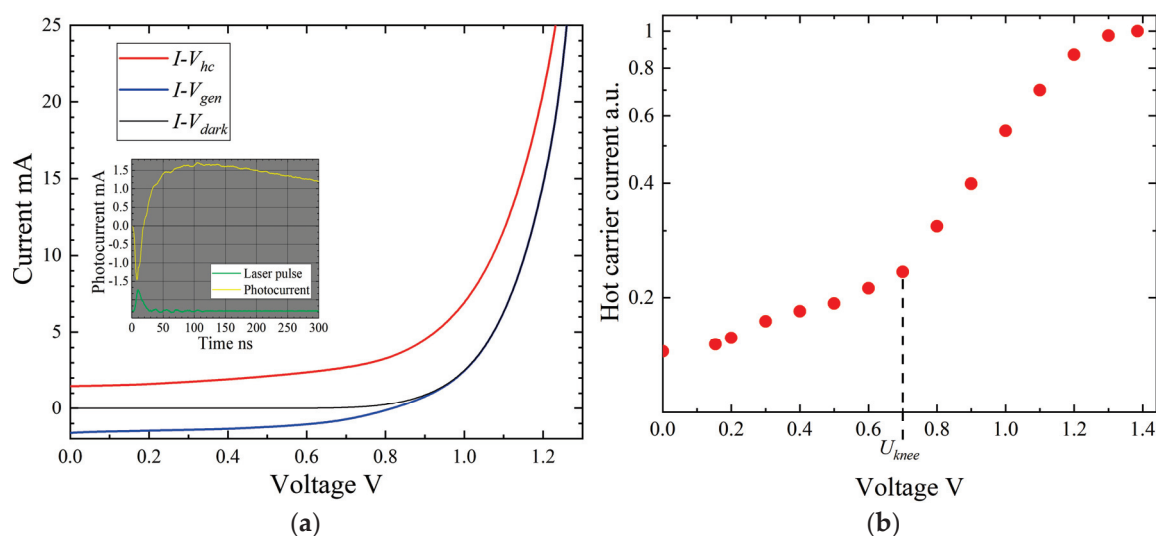 25
20
15
10
5
0
Current mA
I-V_hc
I-V_gen
I-V_dark
1.5
1.0
0.5
0.0
-0.5
-1.0
-1.5
Photocurrent mA
Laser pulse
Photocurrent
0 50 100 150 200 250 300
Time ns
0.0 0.2 0.4 0.6 0.8 1.0 1.2
Voltage V
(a)
1
0.8
0.6
0.4
0.2
Hot carrier current a.u.
0.0 0.2 0.4 0.6 0.8 1.0 1.2 1.4
U_knee
Voltage V
(b)